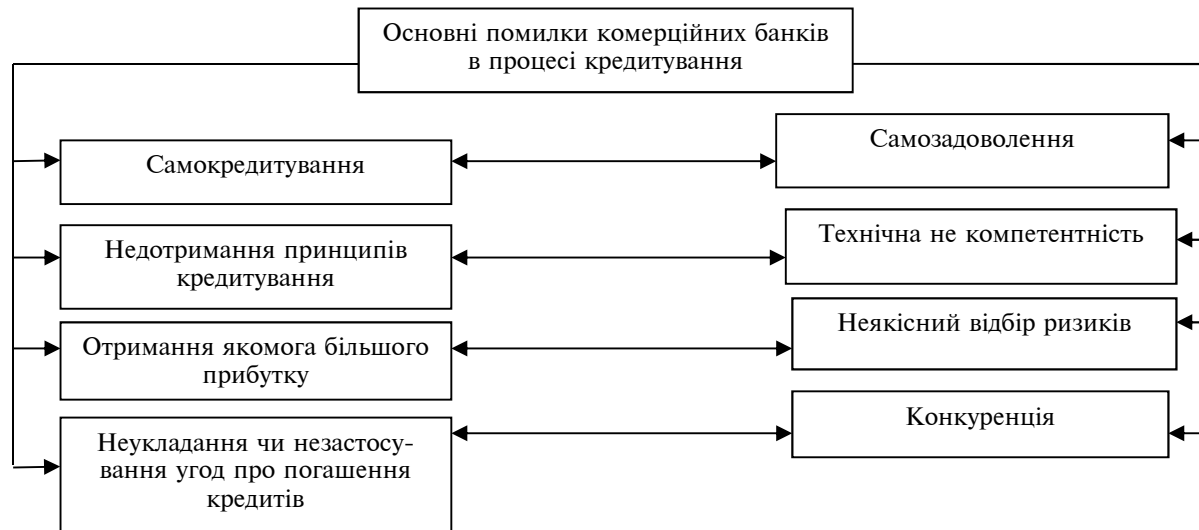 Основні помилки комерційних банків
в процесі кредитування
Самокредитування
Самозадоволення
Недотримання принципів
кредитування
Технічна не компетентність
Отримання якомога більшого
прибутку
Неякісний відбір ризиків
Неукладання чи незастосу-
вання угод про погашення
кредитів
Конкуренція